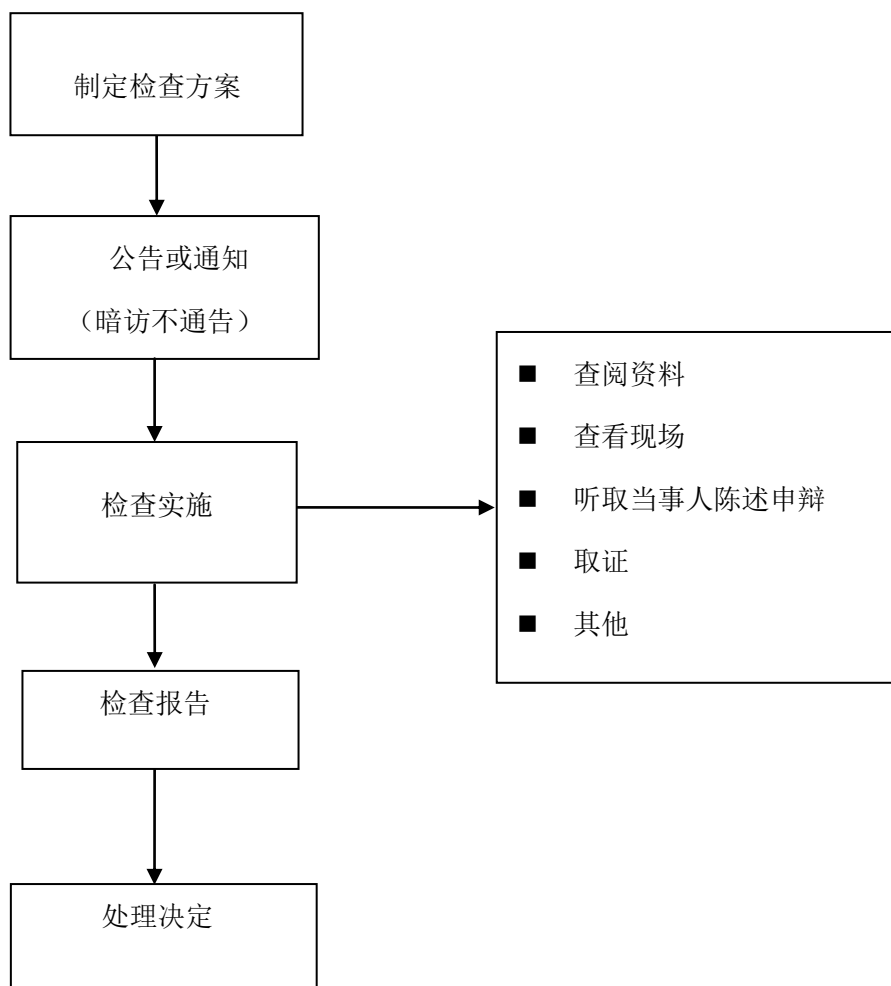 制定检查方案
公告或通知
（暗访不通告）
检查实施
■ 查阅资料
■ 查看现场
■ 听取当事人陈述申辩
■ 取证
■ 其他
检查报告
处理决定